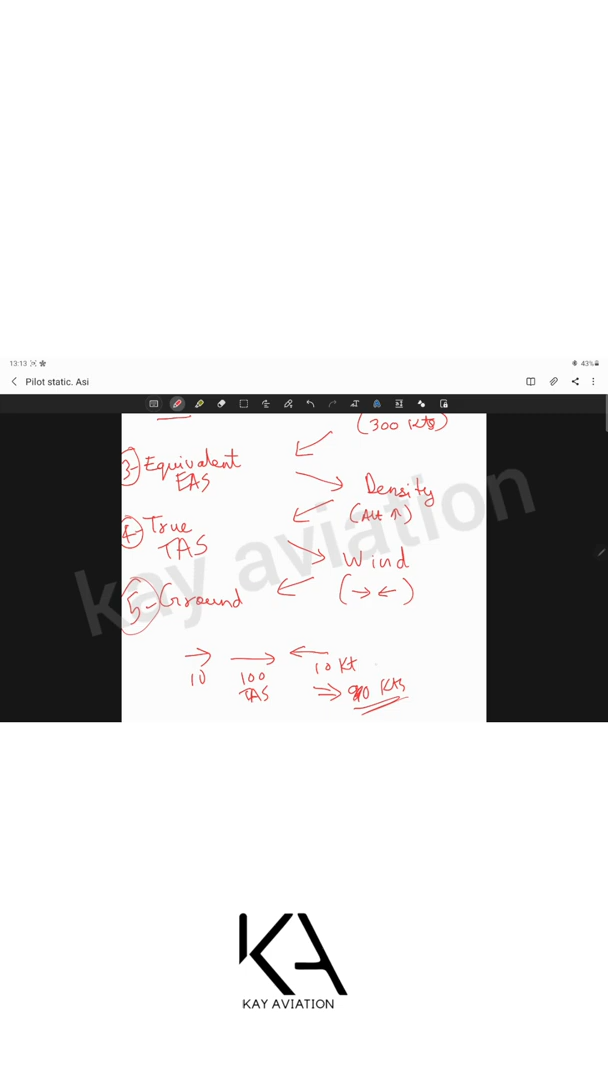 13:13
43%
Pilot static. Asi
(300 Kts)
3- Equivalent
EAS
Density
(Alt ↑)
4- True
TAS
Wind
(→ ←)
5- Ground
→ → ←
10 100 10 Kt
TAS ⇒ 90 Kts
kay aviation
KA
KAY AVIATION